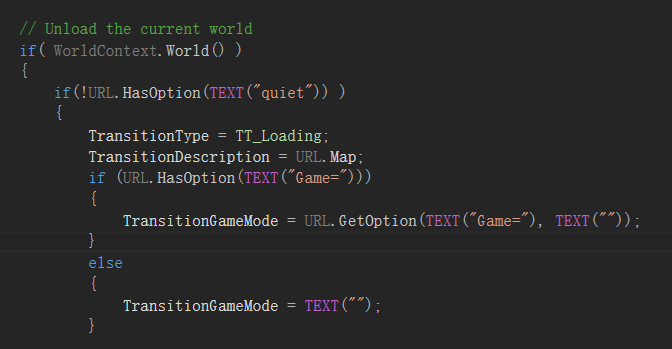 // Unload the current world
if( WorldContext.World() )
{
if(!URL.HasOption(TEXT("quiet")) )
{
TransitionType = TT_Loading;
TransitionDescription = URL.Map;
if (URL.HasOption(TEXT("Game=")))
{
TransitionGameMode = URL.GetOption(TEXT("Game="), TEXT(""));
}
else
{
TransitionGameMode = TEXT("");
}